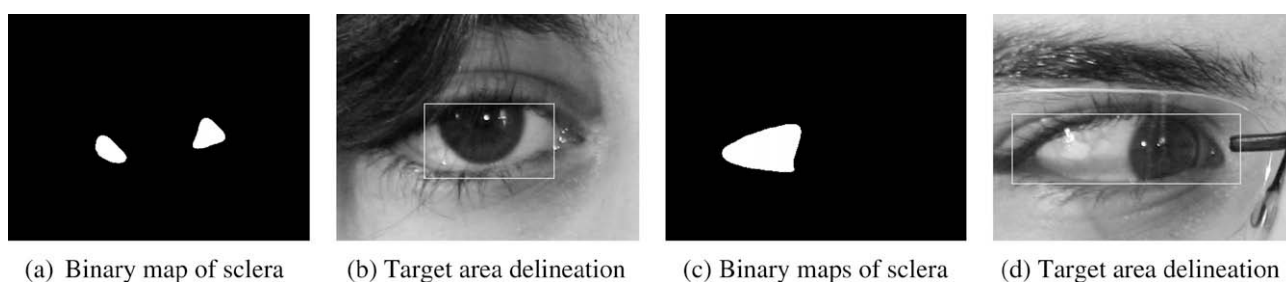 (a) Binary map of sclera
(b) Target area delineation
(c) Binary maps of sclera
(d) Target area delineation